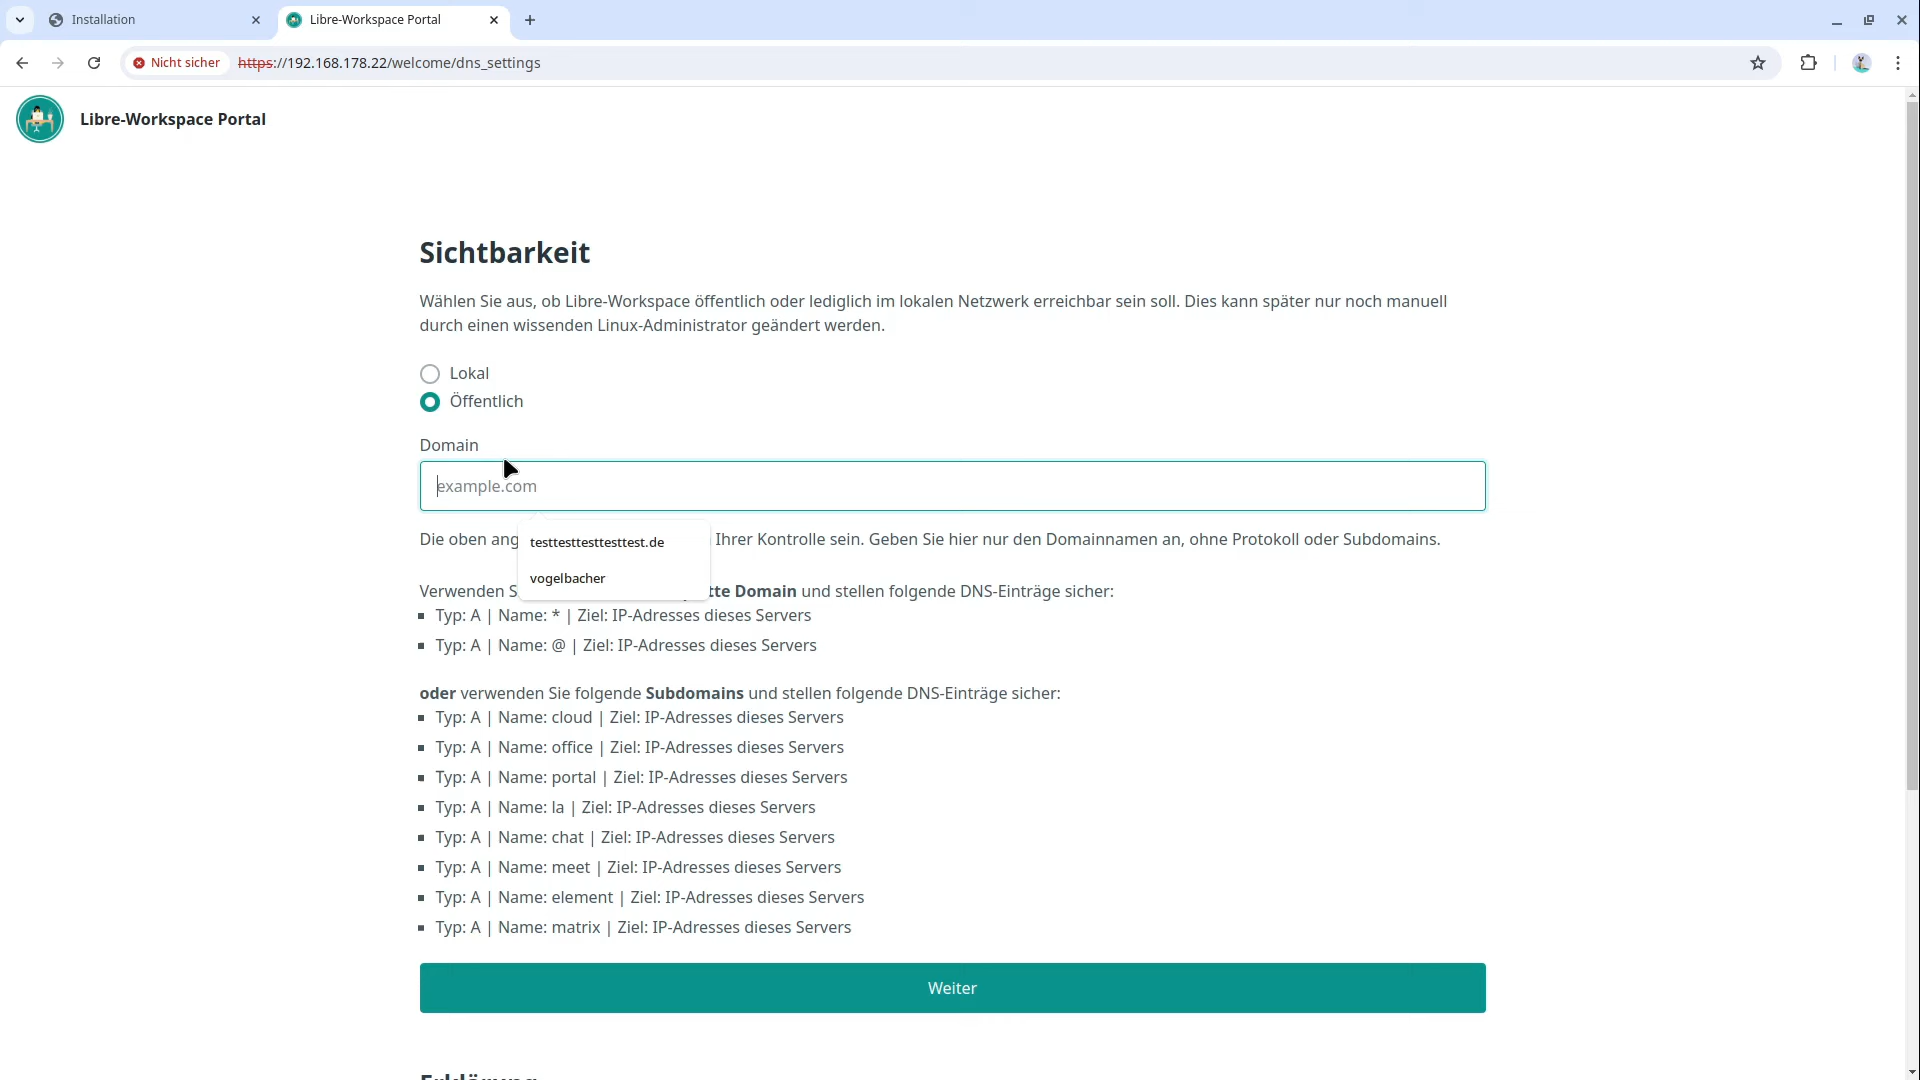 Installation
Libre-Workspace Portal
Nicht sicher
https://192.168.178.22/welcome/dns_settings
Libre-Workspace Portal
Sichtbarkeit
Wählen Sie aus, ob Libre-Workspace öffentlich oder lediglich im lokalen Netzwerk erreichbar sein soll. Dies kann später nur noch manuell
durch einen wissenden Linux-Administrator geändert werden.
Lokal
Öffentlich
Domain
example.com
Die oben ang Ihrer Kontrolle sein. Geben Sie hier nur den Domainnamen an, ohne Protokoll oder Subdomains.
testtesttesttesttest.de
vogelbacher
Verwenden S tte Domain und stellen folgende DNS-Einträge sicher:
Typ: A | Name: * | Ziel: IP-Adresses dieses Servers
Typ: A | Name: @ | Ziel: IP-Adresses dieses Servers
oder verwenden Sie folgende Subdomains und stellen folgende DNS-Einträge sicher:
Typ: A | Name: cloud | Ziel: IP-Adresses dieses Servers
Typ: A | Name: office | Ziel: IP-Adresses dieses Servers
Typ: A | Name: portal | Ziel: IP-Adresses dieses Servers
Typ: A | Name: la | Ziel: IP-Adresses dieses Servers
Typ: A | Name: chat | Ziel: IP-Adresses dieses Servers
Typ: A | Name: meet | Ziel: IP-Adresses dieses Servers
Typ: A | Name: element | Ziel: IP-Adresses dieses Servers
Typ: A | Name: matrix | Ziel: IP-Adresses dieses Servers
Weiter